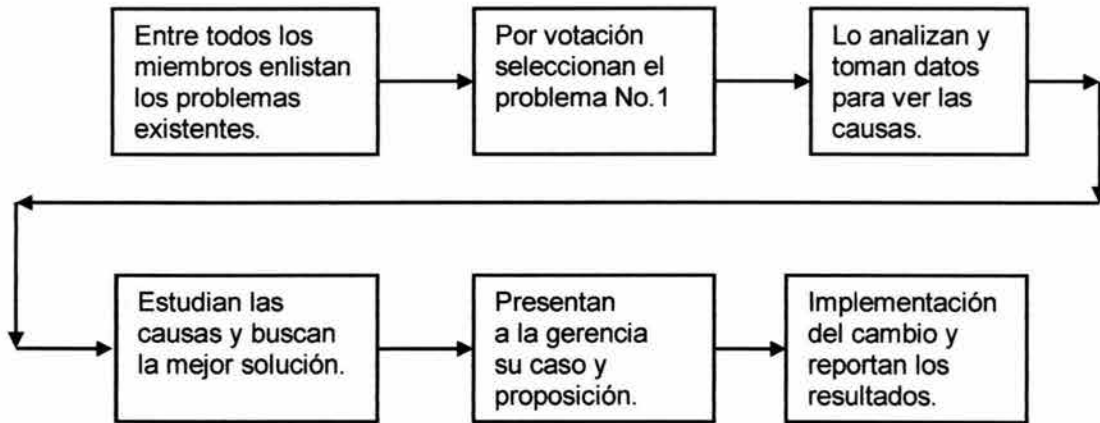 Entre todos los
miembros enlistan
los problemas
existentes.
Por votación
seleccionan el
problema No.1
Lo analizan y
toman datos
para ver las
causas.
Estudian las
causas y buscan
la mejor solución.
Presentan
a la gerencia
su caso y
proposición.
Implementación
del cambio y
reportan los
resultados.